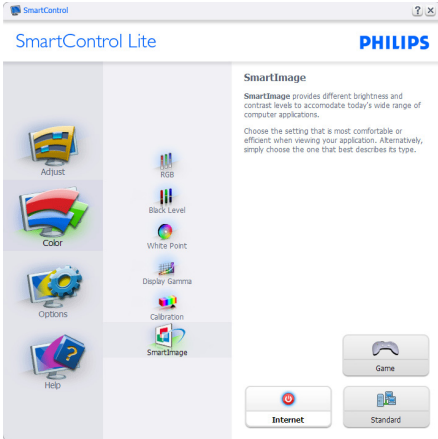 SmartControl
SmartControl Lite
PHILIPS
Adjust
Color
Options
Help
RGB
Black Level
White Point
Display Gamma
Calibration
SmartImage
SmartImage
SmartImage provides different brightness and
contrast levels to accomodate today's wide range of
computer applications.
Choose the setting that is most comfortable or
efficient when viewing your application. Alternatively,
simply choose the one that best describes its type.
Game
Internet
Standard